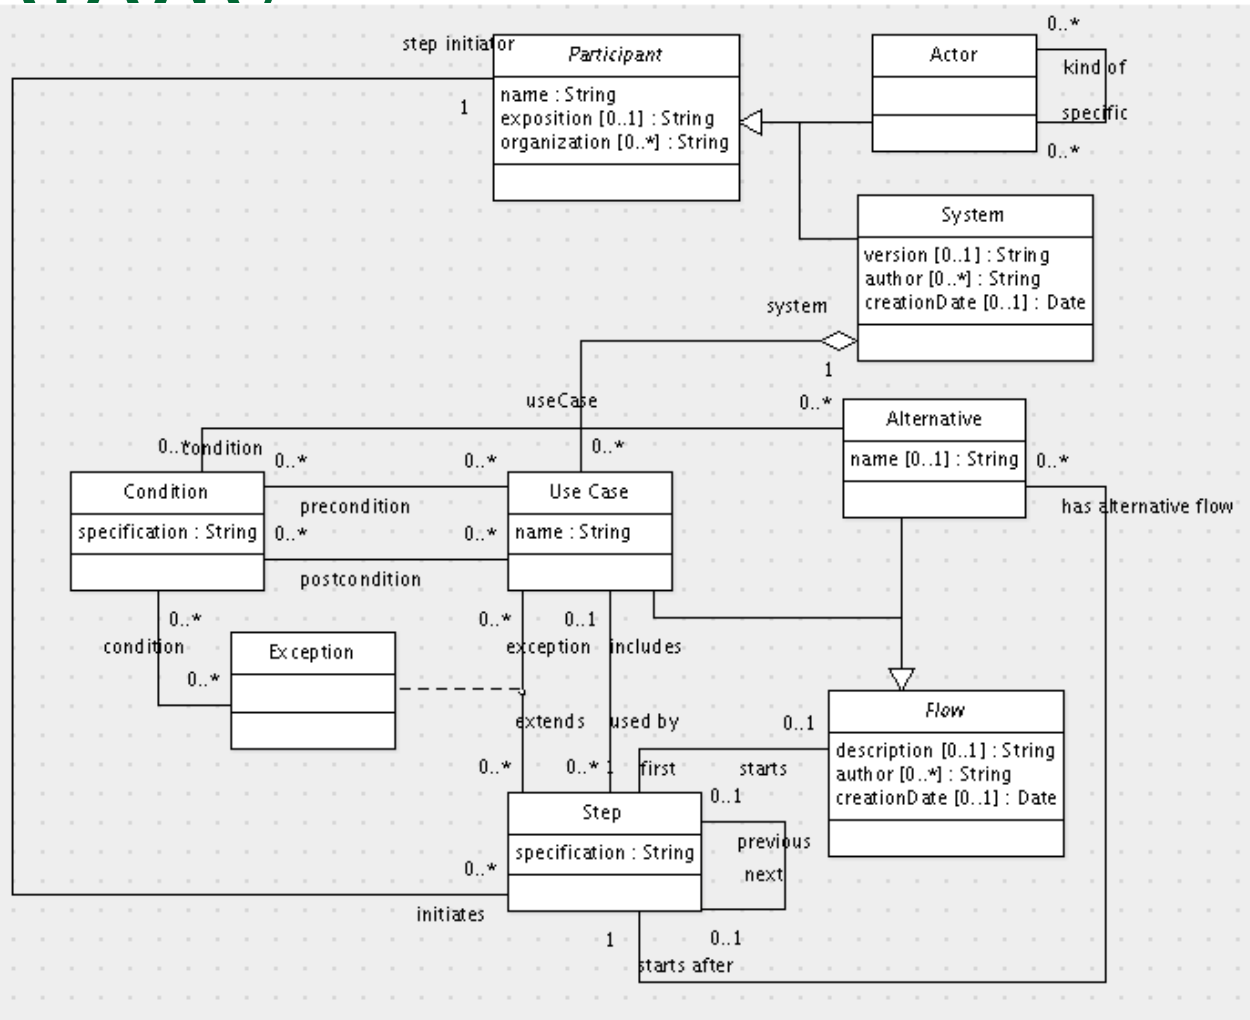 0..*
step initiator
Participant
Actor
kind of
name : String
exposition [0..1] : String
organization [0..*] : String
1
specific
0..*
System
version [0..1] : String
author [0..*] : String
creationDate [0..1] : Date
system
1
useCase
0..*
Alternative
name [0..1] : String
0..*
condition
0..*
0..*
0..*
0..*
Condition
precondition
Use Case
has alternative flow
specification : String
0..*
0..*
name : String
postcondition
0..*
0..*
0..1
condition
Exception
exception
includes
0..*
Flow
extends
used by
0..1
description [0..1] : String
author [0..*] : String
creationDate [0..1] : Date
0..*
0..*
1
first
starts
0..1
Step
previous
specification : String
next
0..*
initiates
1
0..1
starts after